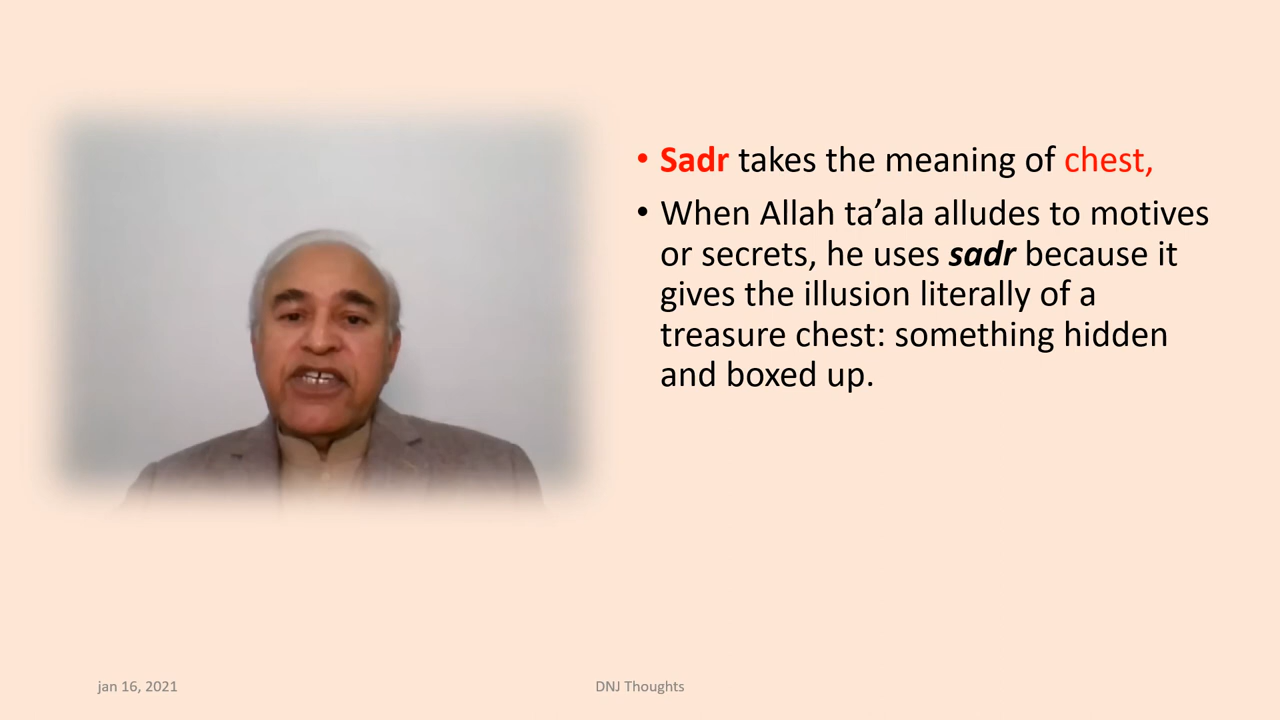 • Sadr takes the meaning of chest,
• When Allah ta’ala alludes to motives
or secrets, he uses sadr because it
gives the illusion literally of a
treasure chest: something hidden
and boxed up.
jan 16, 2021
DNJ Thoughts